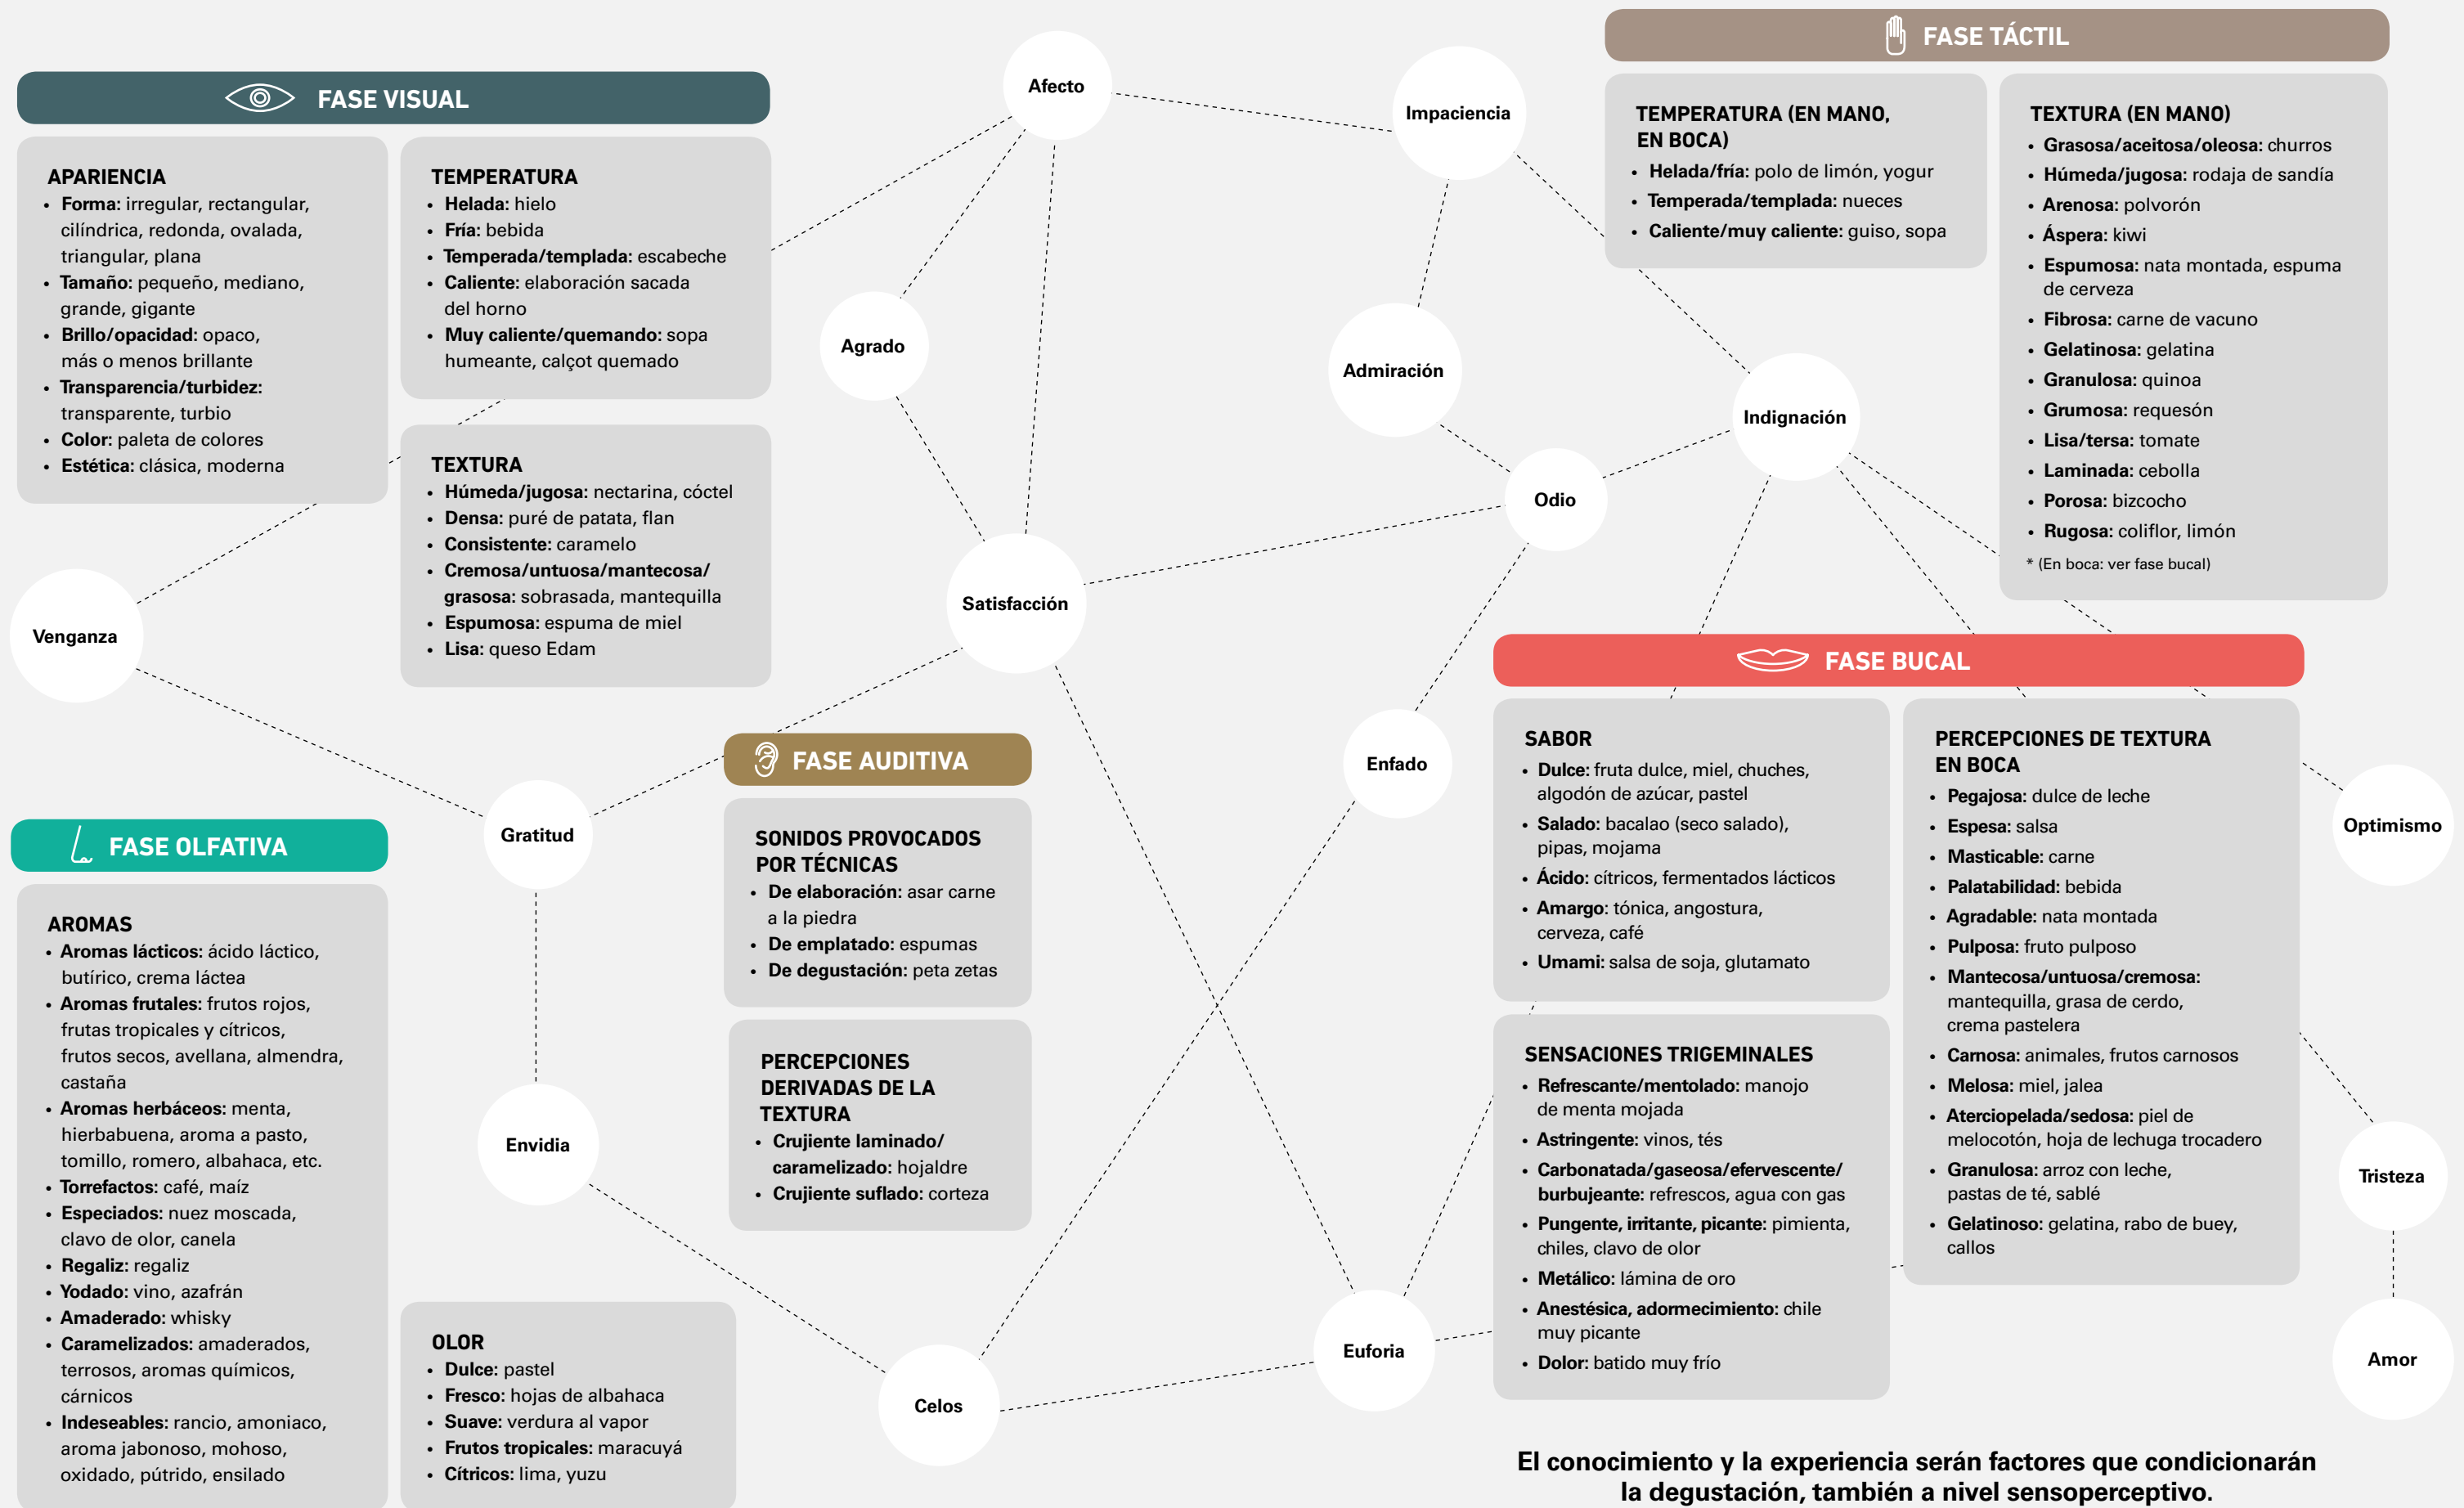 FASE VISUAL
APARIENCIA
• Forma: irregular, rectangular,
cilíndrica, redonda, ovalada,
triangular, plana
• Tamaño: pequeño, mediano,
grande, gigante
• Brillo/opacidad: opaco,
más o menos brillante
• Transparencia/turbidez:
transparente, turbio
• Color: paleta de colores
• Estética: clásica, moderna
TEMPERATURA
• Helada: hielo
• Fría: bebida
• Temperada/templada: escabeche
• Caliente: elaboración sacada
del horno
• Muy caliente/quemando: sopa
humeante, calçot quemado
TEXTURA
• Húmeda/jugosa: nectarina, cóctel
• Densa: puré de patata, flan
• Consistente: caramelo
• Cremosa/untuosa/mantecosa/
grasosa: sobrasada, mantequilla
• Espumosa: espuma de miel
• Lisa: queso Edam
Afecto
Impaciencia
Agrado
Admiración
Indignación
Odio
Satisfacción
Venganza
Enfado
Gratitud
Optimismo
Envidia
Tristeza
Celos
Euforia
Amor
FASE TÁCTIL
TEMPERATURA (EN MANO,
EN BOCA)
• Helada/fría: polo de limón, yogur
• Temperada/templada: nueces
• Caliente/muy caliente: guiso, sopa
TEXTURA (EN MANO)
• Grasosa/aceitosa/oleosa: churros
• Húmeda/jugosa: rodaja de sandía
• Arenosa: polvorón
• Áspera: kiwi
• Espumosa: nata montada, espuma
de cerveza
• Fibrosa: carne de vacuno
• Gelatinosa: gelatina
• Granulosa: quinoa
• Grumosa: requesón
• Lisa/tersa: tomate
• Laminada: cebolla
• Porosa: bizcocho
• Rugosa: coliflor, limón
* (En boca: ver fase bucal)
FASE AUDITIVA
SONIDOS PROVOCADOS
POR TÉCNICAS
• De elaboración: asar carne
a la piedra
• De emplatado: espumas
• De degustación: peta zetas
PERCEPCIONES
DERIVADAS DE LA
TEXTURA
• Crujiente laminado/
caramelizado: hojaldre
• Crujiente suflado: corteza
FASE OLFATIVA
AROMAS
• Aromas lácticos: ácido láctico,
butírico, crema láctea
• Aromas frutales: frutos rojos,
frutas tropicales y cítricos,
frutos secos, avellana, almendra,
castaña
• Aromas herbáceos: menta,
hierbabuena, aroma a pasto,
tomillo, romero, albahaca, etc.
• Torrefactos: café, maíz
• Especiados: nuez moscada,
clavo de olor, canela
• Regaliz: regaliz
• Yodado: vino, azafrán
• Amaderado: whisky
• Caramelizados: amaderados,
terrosos, aromas químicos,
cárnicos
• Indeseables: rancio, amoniaco,
aroma jabonoso, mohoso,
oxidado, pútrido, ensilado
OLOR
• Dulce: pastel
• Fresco: hojas de albahaca
• Suave: verdura al vapor
• Frutos tropicales: maracuyá
• Cítricos: lima, yuzu
FASE BUCAL
SABOR
• Dulce: fruta dulce, miel, chuches,
algodón de azúcar, pastel
• Salado: bacalao (seco salado),
pipas, mojama
• Ácido: cítricos, fermentados lácticos
• Amargo: tónica, angostura,
cerveza, café
• Umami: salsa de soja, glutamato
SENSACIONES TRIGEMINALES
• Refrescante/mentolado: manojo
de menta mojada
• Astringente: vinos, tés
• Carbonatada/gaseosa/efervescente/
burbujeante: refrescos, agua con gas
• Pungente, irritante, picante: pimienta,
chiles, clavo de olor
• Metálico: lámina de oro
• Anestésica, adormecimiento: chile
muy picante
• Dolor: batido muy frío
PERCEPCIONES DE TEXTURA
EN BOCA
• Pegajosa: dulce de leche
• Espesa: salsa
• Masticable: carne
• Palatabilidad: bebida
• Agradable: nata montada
• Pulposa: fruto pulposo
• Mantecosa/untuosa/cremosa:
mantequilla, grasa de cerdo,
crema pastelera
• Carnosa: animales, frutos carnosos
• Melosa: miel, jalea
• Aterciopelada/sedosa: piel de
melocotón, hoja de lechuga trocadero
• Granulosa: arroz con leche,
pastas de té, sablé
• Gelatinoso: gelatina, rabo de buey,
callos
El conocimiento y la experiencia serán factores que condicionarán
la degustación, también a nivel sensoperceptivo.